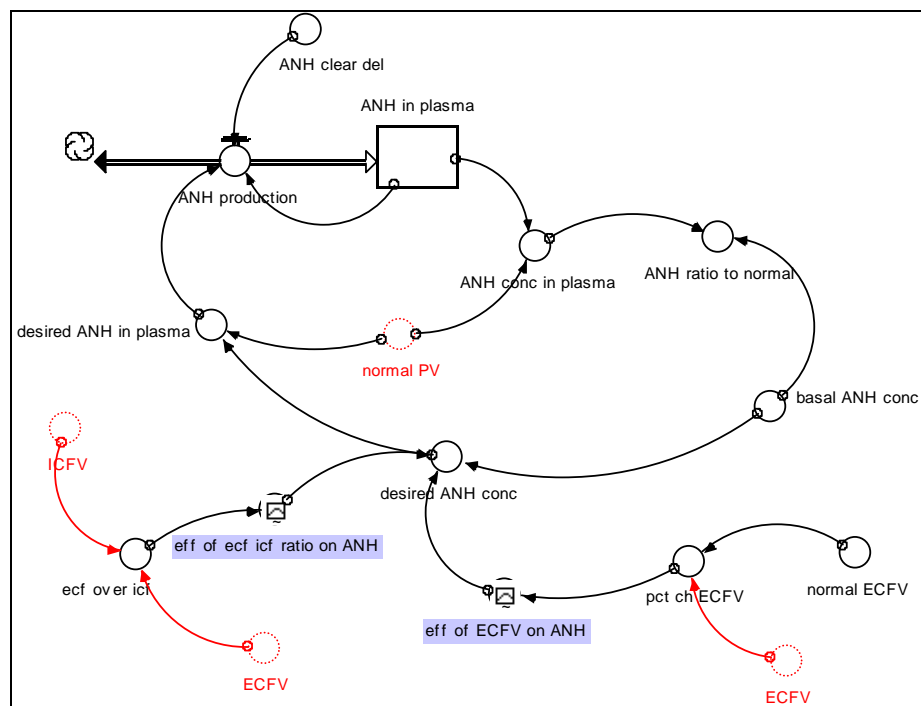 ANH clear del
ANH in plasma
ANH production
ANH conc in plasma
ANH ratio to normal
desired ANH in plasma
normal PV
basal ANH conc
ICFV
desired ANH conc
eff of ecf icf ratio on ANH
ecf over icf
pct ch ECFV
normal ECFV
eff of ECFV on ANH
ECFV
ECFV